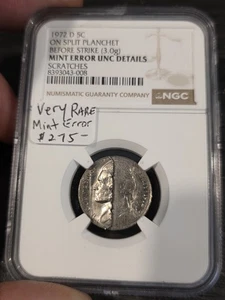 1972 D 5C
ON SPLIT PLANCHET
BEFORE STRIKE (3.0g)
MINT ERROR UNC DETAILS
SCRATCHES
8393043-008
NUMISMATIC GUARANTY COMPANY
NGC
Very RARE
Mint Error
$275-